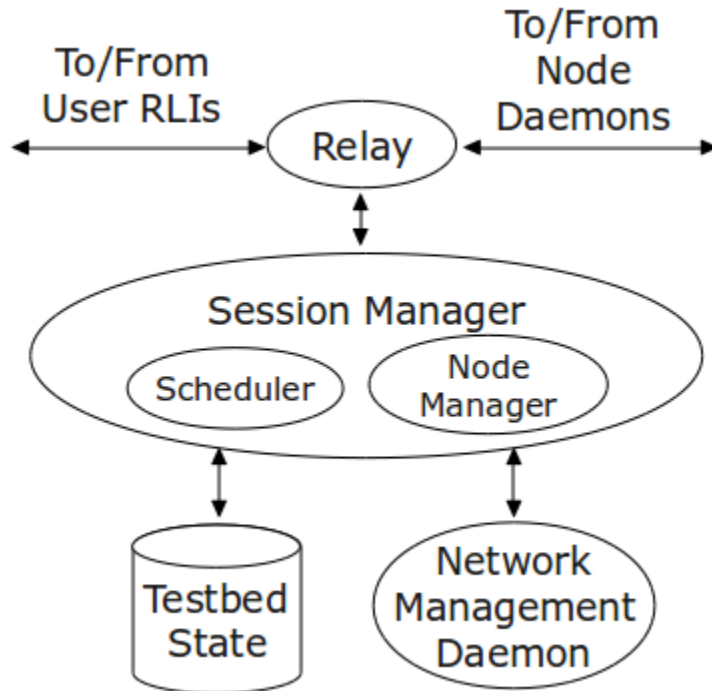 To/From
User RLIs
To/From
Node
Daemons
Relay
Session Manager
Scheduler
Node
Manager
Testbed
State
Network
Management
Daemon